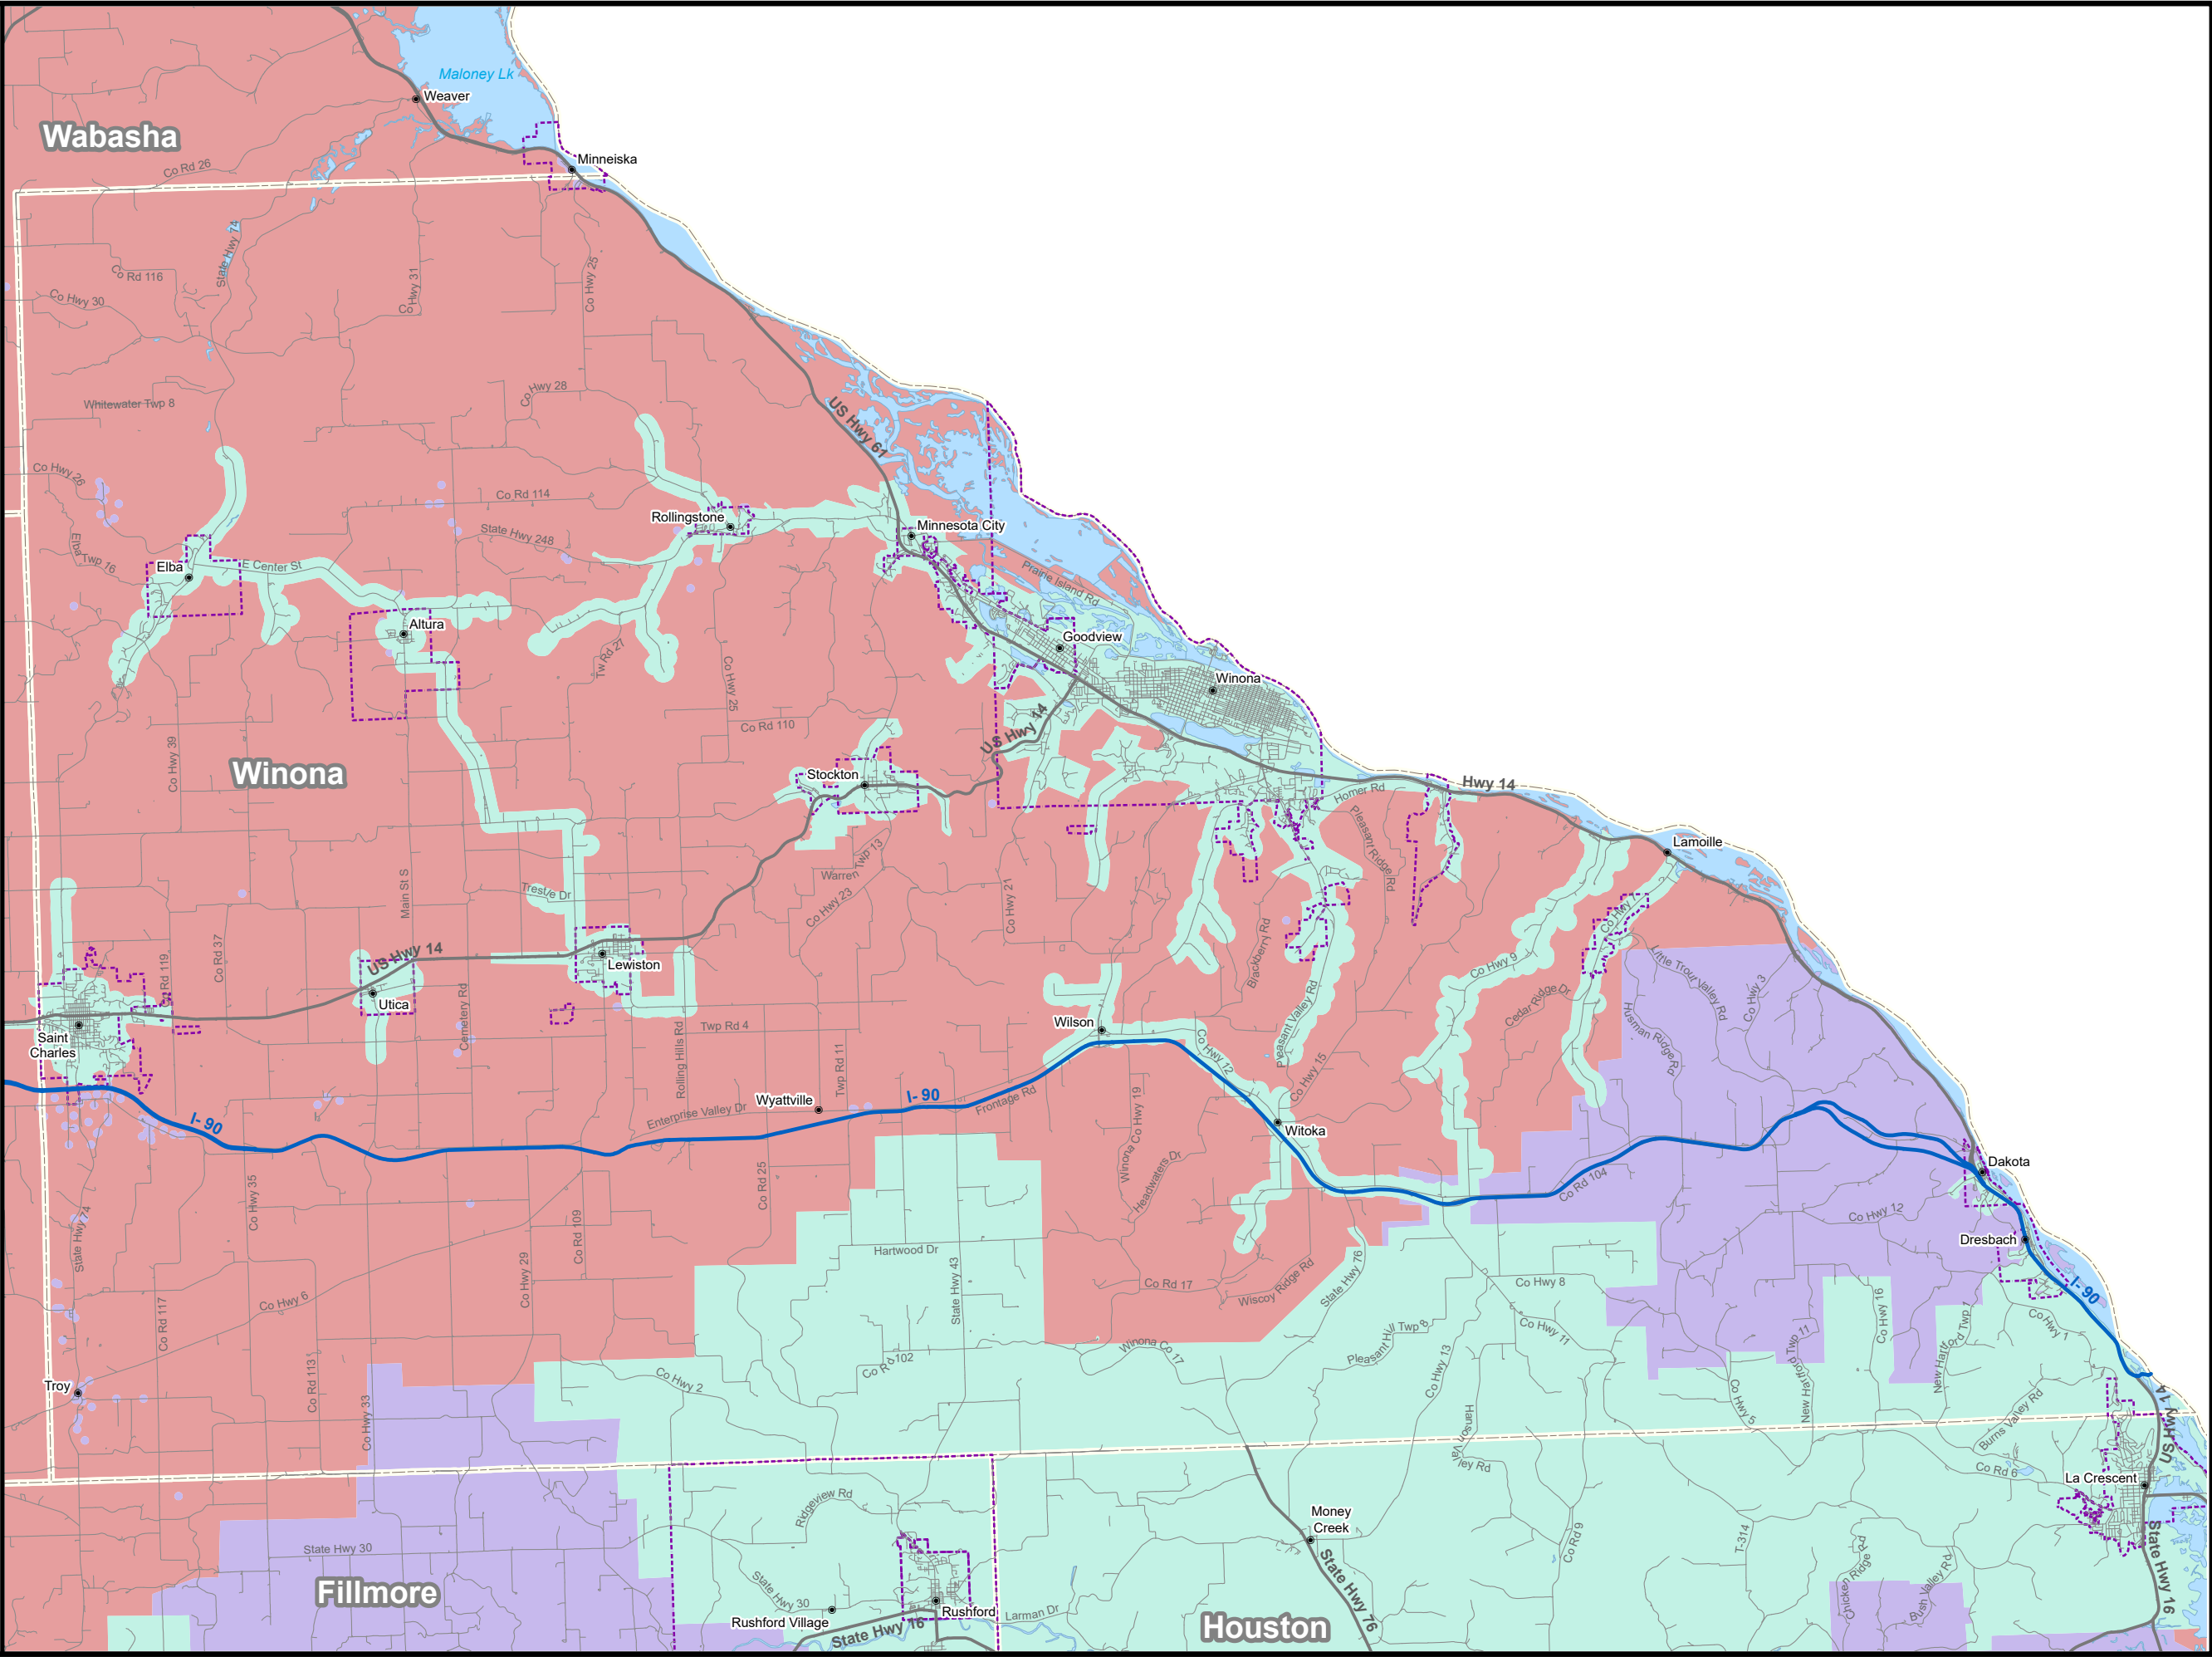 Maloney Lk
Weaver
Wabasha
Minneiska
Co Rd 26
State Hwy 74
Co Rd 116
Co Hwy 31
Co Hwy 25
Co Hwy 30
Co Hwy 28
Whitewater Twp 8
US Hwy 61
Co Hwy 26
Co Rd 114
Rollingstone
Minnesota City
State Hwy 248
Elba Twp 16
Elba
E Center St
Prairie Island Rd
Altura
Goodview
Tw Rd 27
Co Hwy 25
Winona
Co Rd 110
US Hwy 14
Co Hwy 39
Winona
Stockton
Hwy 14
Homer Rd
Pleasant Ridge Rd
Lamoille
Warren Twp 13
Trestle Dr
Main St S
Co Hwy 23
Co Hwy 21
Co Hwy 7
Blackberry Rd
US Hwy 14
Lewiston
Co Rd 37
Co Rd 119
Co Hwy 9
Little Trout Valley Rd
Co Hwy 3
Utica
Cemetery Rd
Cedar Ridge Dr
Pleasant Valley Rd
Husman Ridge Rd
Saint
Charles
Twp Rd 4
Wilson
Co Hwy 12
Rolling Hills Rd
Twp Rd 11
Co Hwy 15
Wyattville
I- 90
Frontage Rd
I- 90
Enterprise Valley Dr
Winona Co Hwy 19
Witoka
Headwaters Dr
Dakota
Co Rd 104
Co Rd 25
Co Hwy 35
State Hwy 74
Co Rd 109
Co Hwy 12
Dresbach
Hartwood Dr
State Hwy 43
Co Hwy 29
Co Rd 17
Wiscoy Ridge Rd
State Hwy 76
Co Hwy 8
I- 90
Co Hwy 6
Co Rd 117
Co Hwy 16
Co Hwy 1
Pleasant Hill Twp 8
Co Hwy 11
Twp 11
New Hartford
New Hartford Twp 1
Winona Co 17
Co Rd 102
Co Hwy 13
Co Rd 113
Troy
Co Hwy 2
Co Hwy 33
Co Hwy 5
US Hwy 14
Hanson Valley Rd
Burns Valley Rd
Co Rd 6
La Crescent
Ridgeview Rd
Money
Creek
State Hwy 30
Co Rd 9
T-314
State Hwy 16
Fillmore
State Hwy 30
Chicken Ridge Rd
Bush Valley Rd
Rushford Village
Rushford
Larman Dr
State Hwy 76
State Hwy 16
Houston